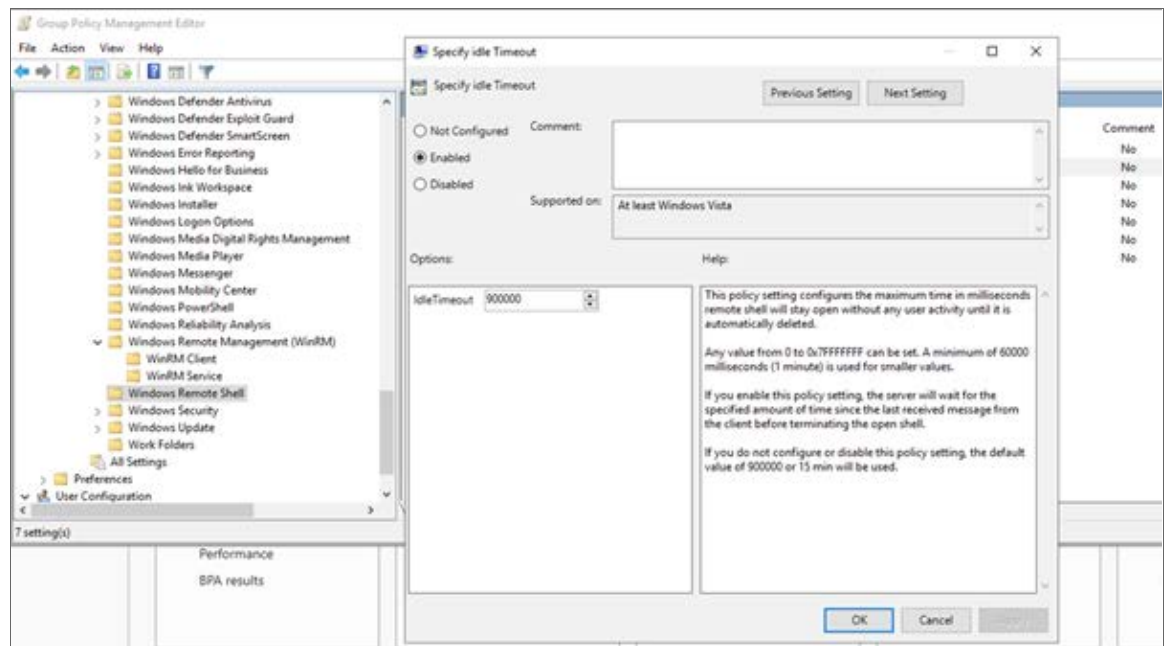 Group Policy Management Editor
File Action View Help
Windows Defender Antivirus
Windows Defender Exploit Guard
Windows Defender SmartScreen
Windows Error Reporting
Windows Hello for Business
Windows Ink Workspace
Windows Installer
Windows Logon Options
Windows Media Digital Rights Management
Windows Media Player
Windows Messenger
Windows Mobility Center
Windows PowerShell
Windows Reliability Analysis
Windows Remote Management (WinRM)
WinRM Client
WinRM Service
Windows Remote Shell
Windows Security
Windows Update
Work Folders
All Settings
Preferences
User Configuration
7 setting(s)
Performance
BPA results
Specify idle Timeout
Specify idle Timeout
Previous Setting Next Setting
Not Configured
Enabled
Disabled
Comment:
Supported on:
At least Windows Vista
Options:
Help:
IdleTimeout 900000
This policy setting configures the maximum time in milliseconds
remote shell will stay open without any user activity until it is
automatically deleted.
Any value from 0 to 0x7FFFFFFF can be set. A minimum of 60000
milliseconds (1 minute) is used for smaller values.
If you enable this policy setting, the server will wait for the
specified amount of time since the last received message from
the client before terminating the open shell.
If you do not configure or disable this policy setting, the default
value of 900000 or 15 min will be used.
OK Cancel
Comment
No
No
No
No
No
No
No